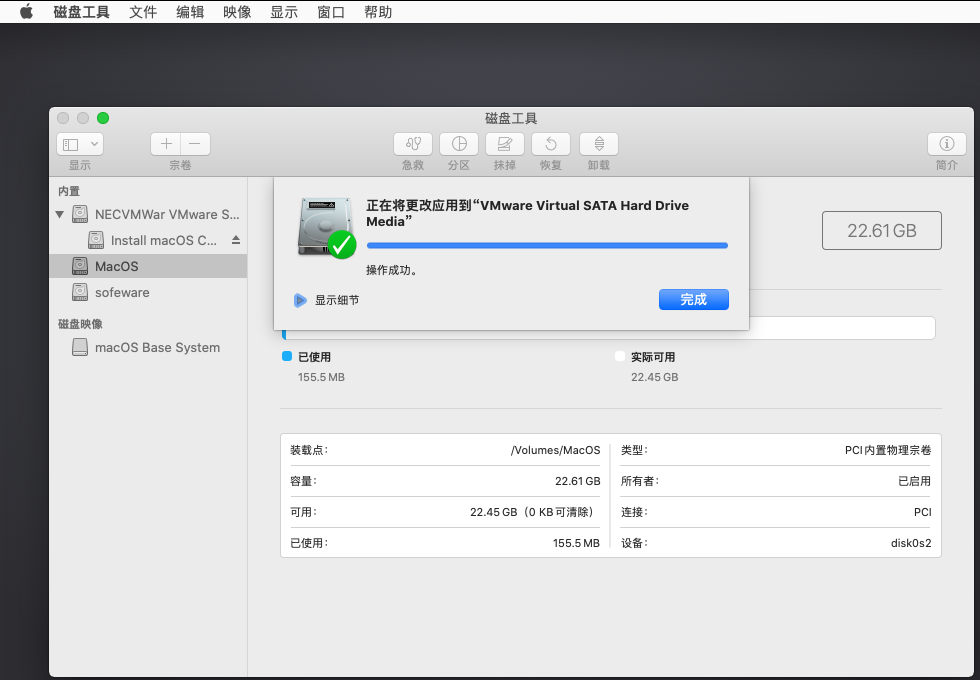 磁盘工具 文件 编辑 映像 显示 窗口 帮助
磁盘工具
显示 宗卷 急救 分区 抹掉 恢复 卸载 简介
内置
NECVMWar VMware S...
Install macOS C...
MacOS
sofeware
磁盘映像
macOS Base System
正在将更改应用到“VMware Virtual SATA Hard Drive
Media”
操作成功。
显示细节
完成
22.61 GB
已使用
155.5 MB
实际可用
22.45 GB
装载点: /Volumes/MacOS
类型: PCI 内置物理宗卷
容量: 22.61 GB
所有者: 已启用
可用: 22.45 GB（0 KB 可清除）
连接: PCI
已使用: 155.5 MB
设备: disk0s2